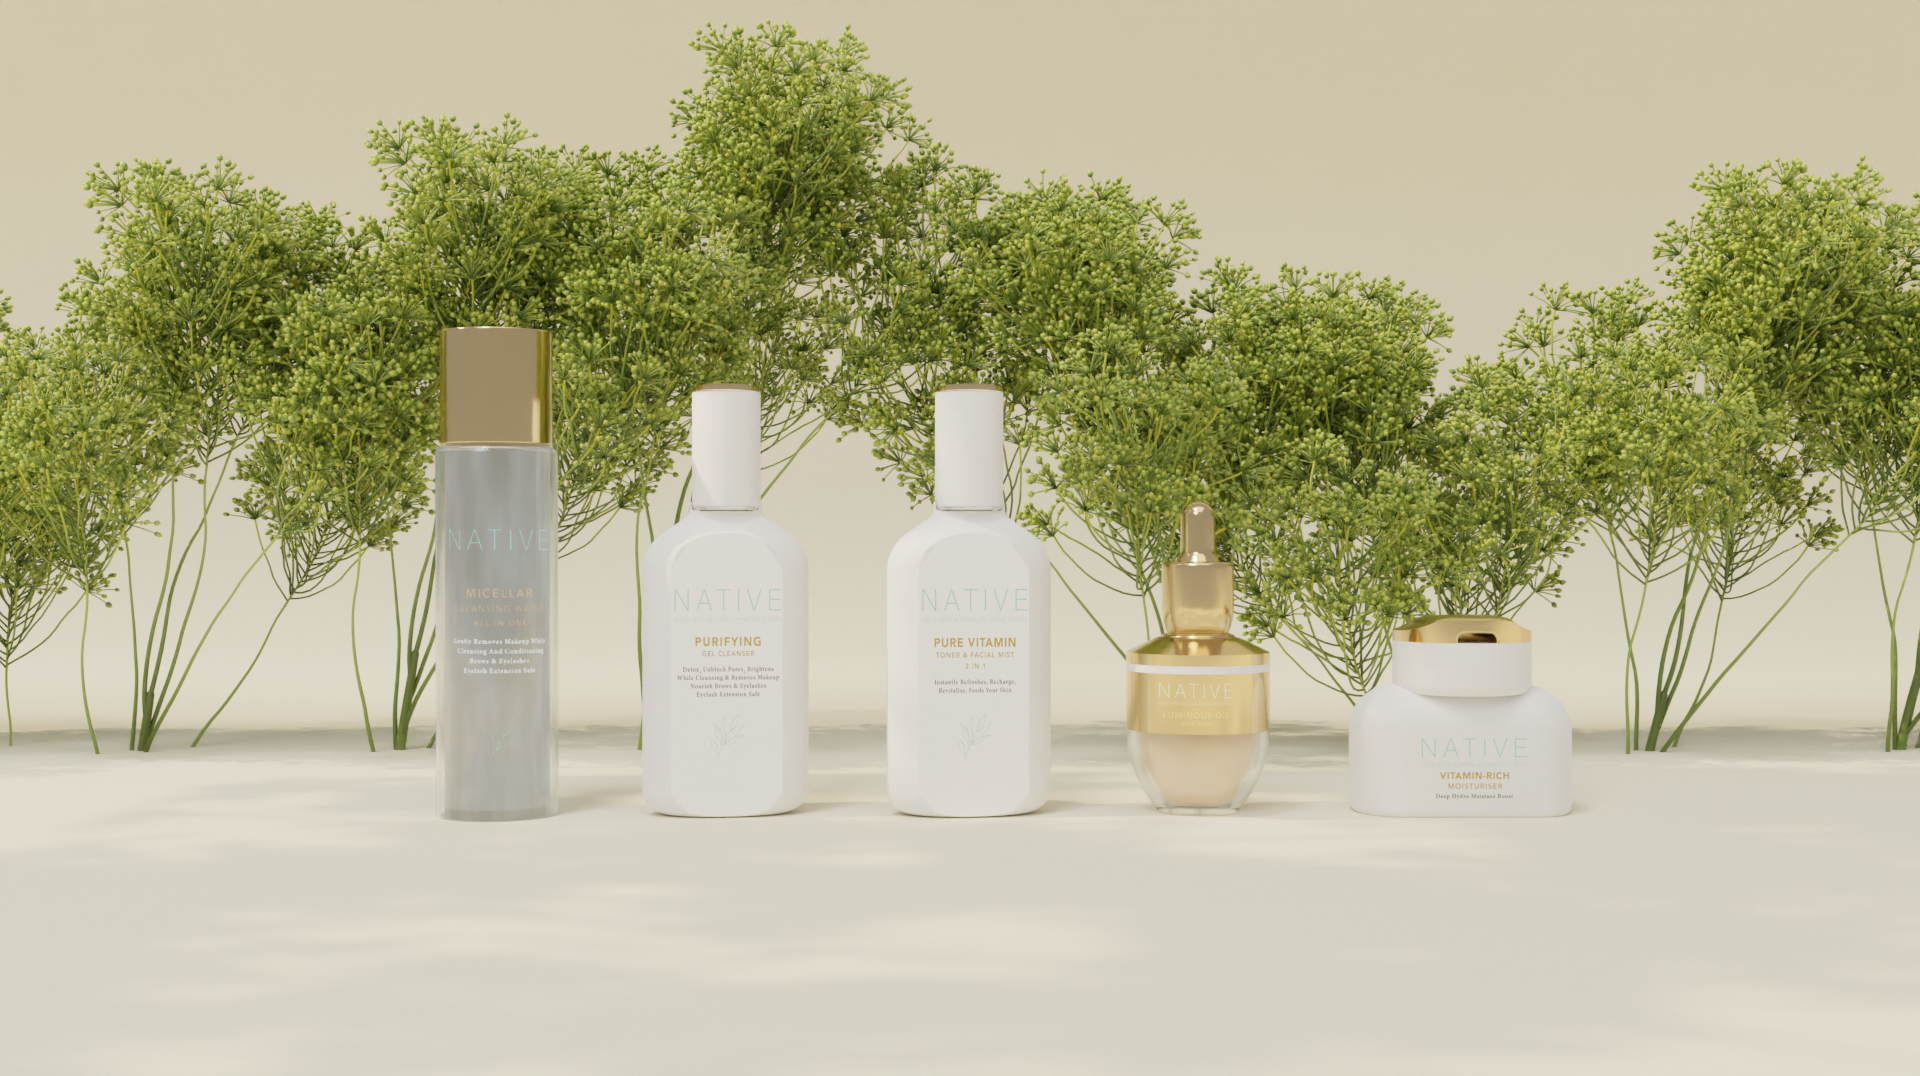 NATIVE
MICELLAR
CLEANSING WATER
ALL IN ONE
Gently Removes Makeup While
Cleansing And Conditioning
Brows & Eyelashes
Eyelash Extension Safe
NATIVE
PURIFYING
GEL CLEANSER
Detox, Unblock Pores, Brightens
While Cleansing & Removes Makeup
Nourish Brows & Eyelashes
Eyelash Extension Safe
NATIVE
PURE VITAMIN
TONER & FACIAL MIST
2 IN 1
Instantly Refreshes, Recharge,
Revitalise, Feeds Your Skin
NATIVE
LUMINOUS OIL
NATIVE
VITAMIN-RICH
MOISTURISER
Deep Hydro Moisture Boost